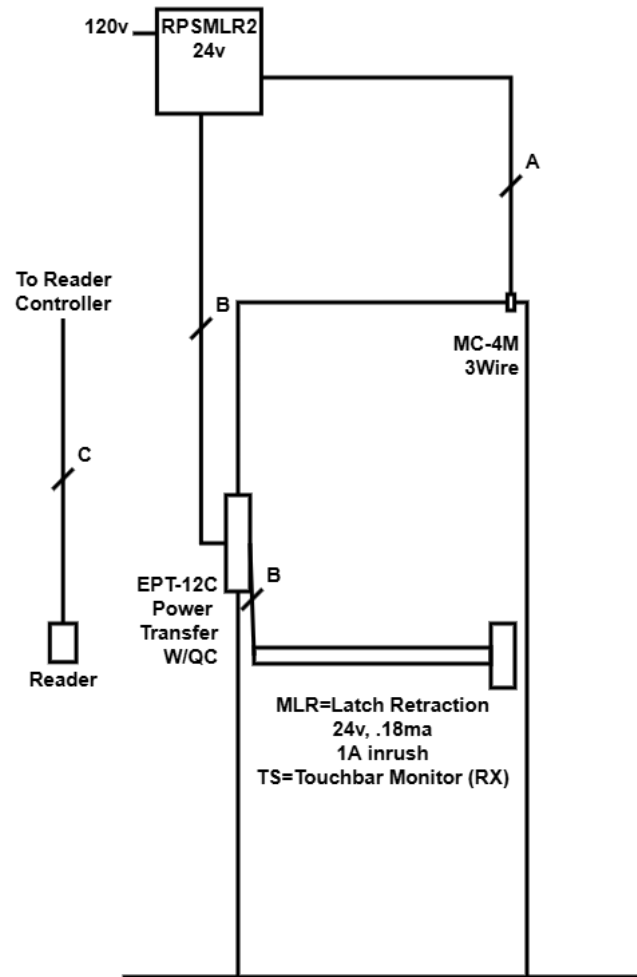 120v
RPSMLR2
24v
A
To Reader
Controller
B
MC-4M
3Wire
C
EPT-12C
Power
Transfer
W/QC
B
Reader
MLR=Latch Retraction
24v, .18ma
1A inrush
TS=Touchbar Monitor (RX)